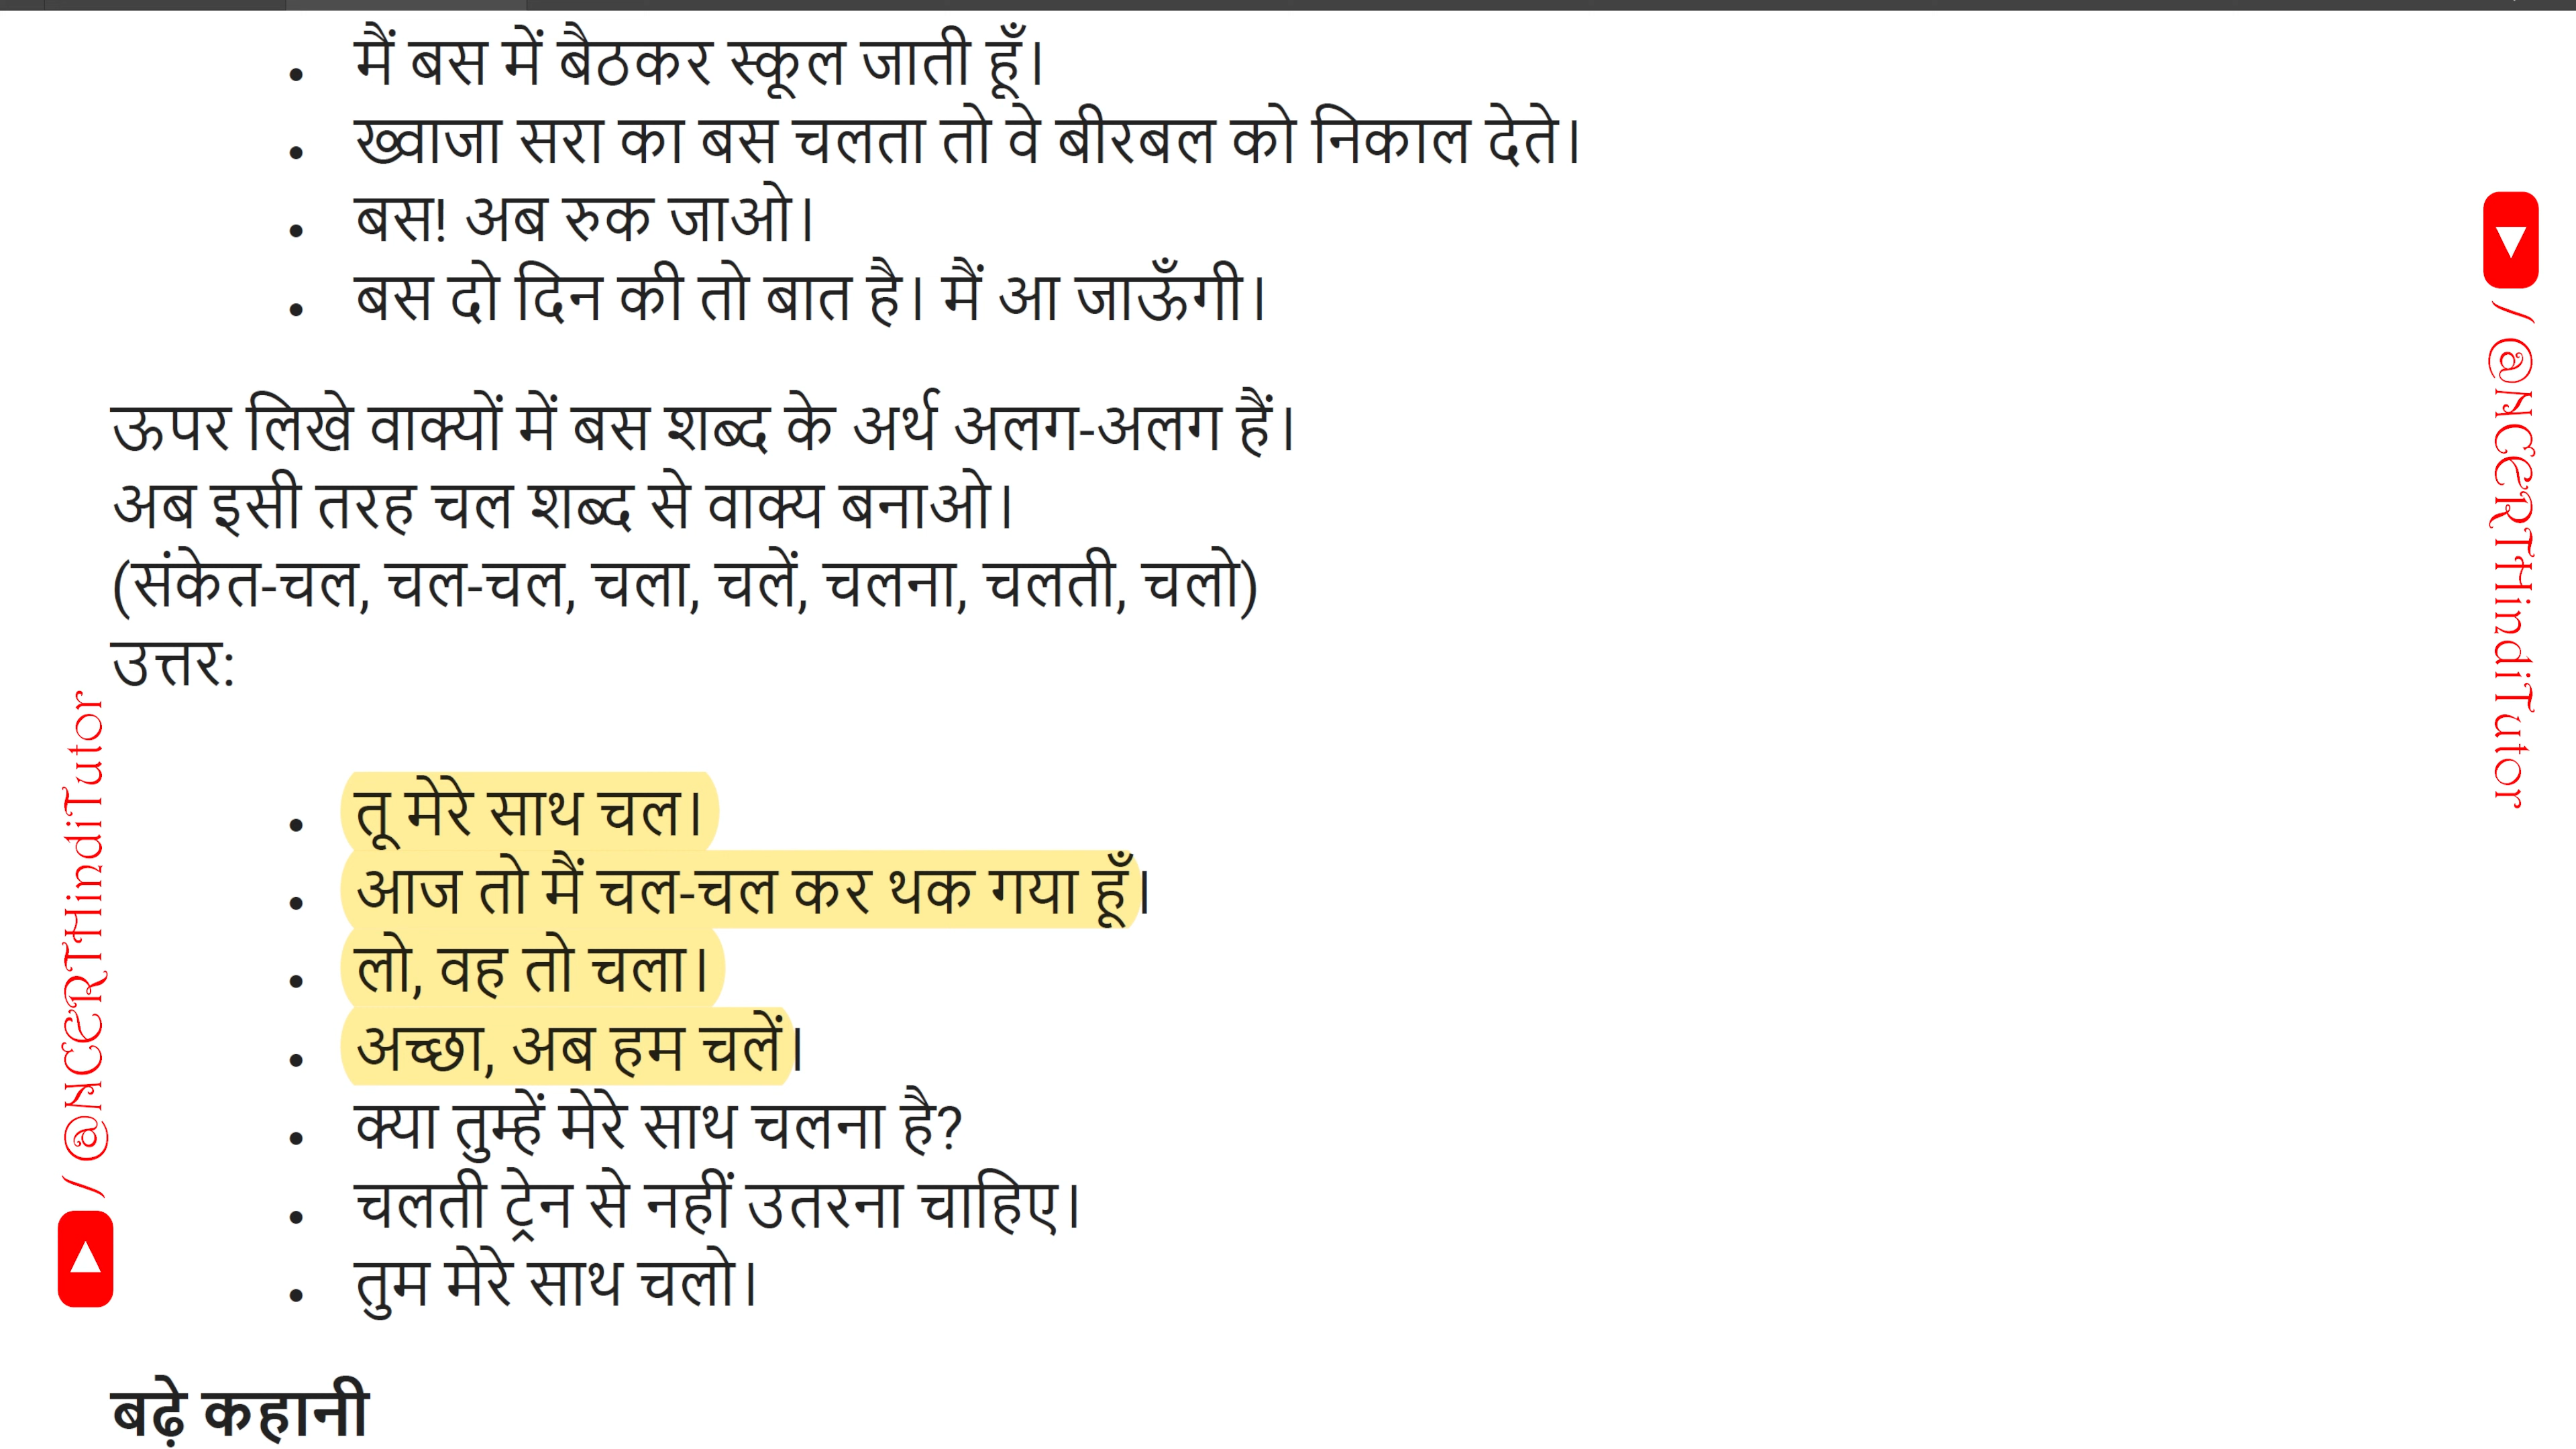 • मैं बस में बैठकर स्कूल जाती हूँ।
• ख्वाजा सरा का बस चलता तो वे बीरबल को निकाल देते।
• बस! अब रुक जाओ।
• बस दो दिन की तो बात है। मैं आ जाऊँगी।
ऊपर लिखे वाक्यों में बस शब्द के अर्थ अलग-अलग हैं।
अब इसी तरह चल शब्द से वाक्य बनाओ।
(संकेत-चल, चल-चल, चला, चलें, चलना, चलती, चलो)
उत्तर:
• तू मेरे साथ चल।
• आज तो मैं चल-चल कर थक गया हूँ।
• लो, वह तो चला।
• अच्छा, अब हम चलें।
• क्या तुम्हें मेरे साथ चलना है?
• चलती ट्रेन से नहीं उतरना चाहिए।
• तुम मेरे साथ चलो।
बढ़े कहानी
/ @NCERTHindiTutor
/ @NCERTHindiTutor